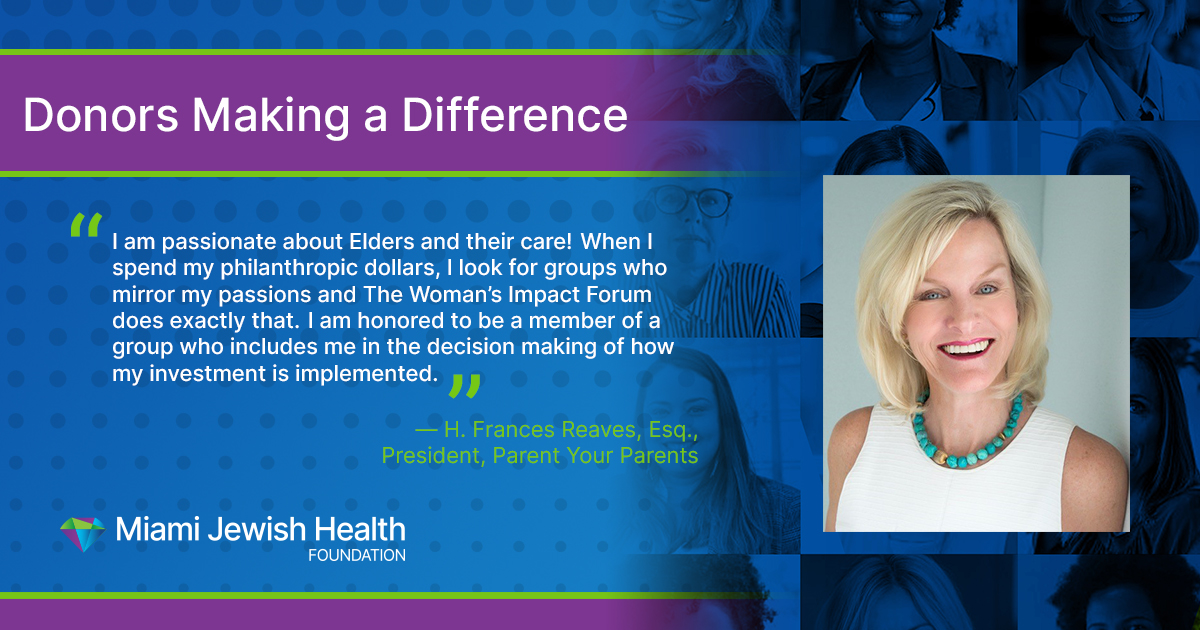 Donors Making a Difference
“ I am passionate about Elders and their care! When I
spend my philanthropic dollars, I look for groups who
mirror my passions and The Woman’s Impact Forum
does exactly that. I am honored to be a member of a
group who includes me in the decision making of how
my investment is implemented. ”
— H. Frances Reaves, Esq.,
President, Parent Your Parents
Miami Jewish Health
FOUNDATION